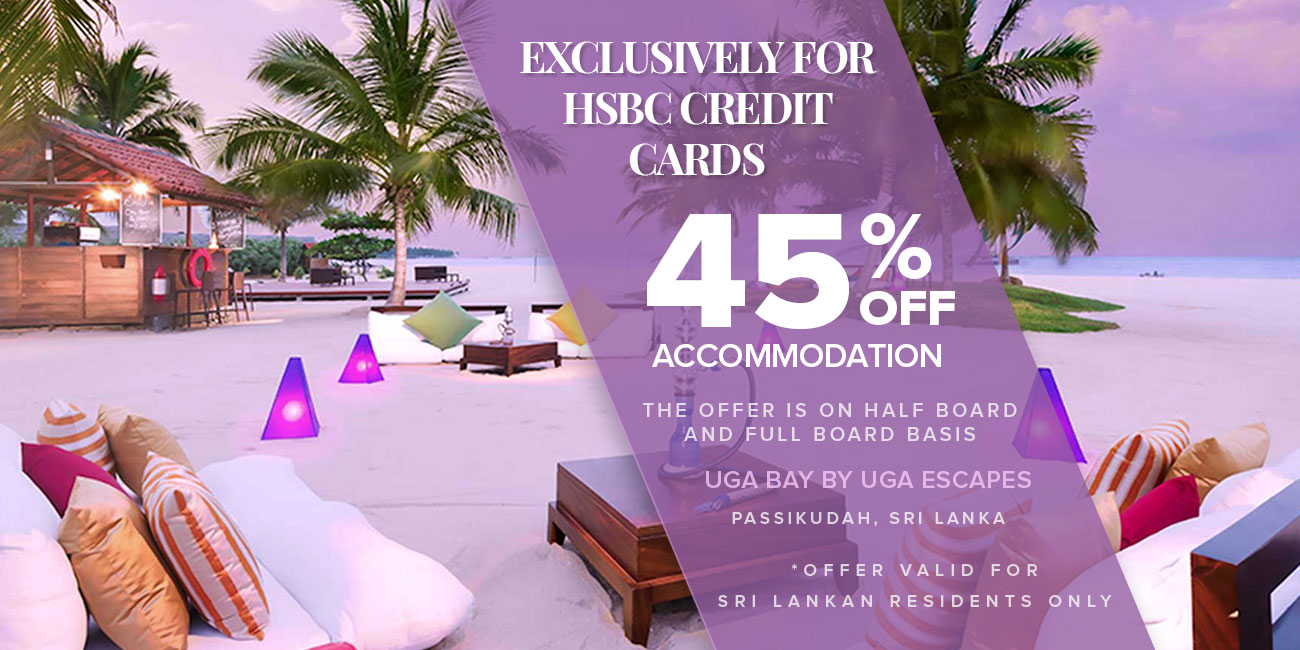 EXCLUSIVELY FOR
HSBC CREDIT
CARDS
45% OFF
ACCOMMODATION
THE OFFER IS ON HALF BOARD
AND FULL BOARD BASIS
UGA BAY BY UGA ESCAPES
PASSIKUDAH, SRI LANKA
*OFFER VALID FOR
SRI LANKAN RESIDENTS ONLY